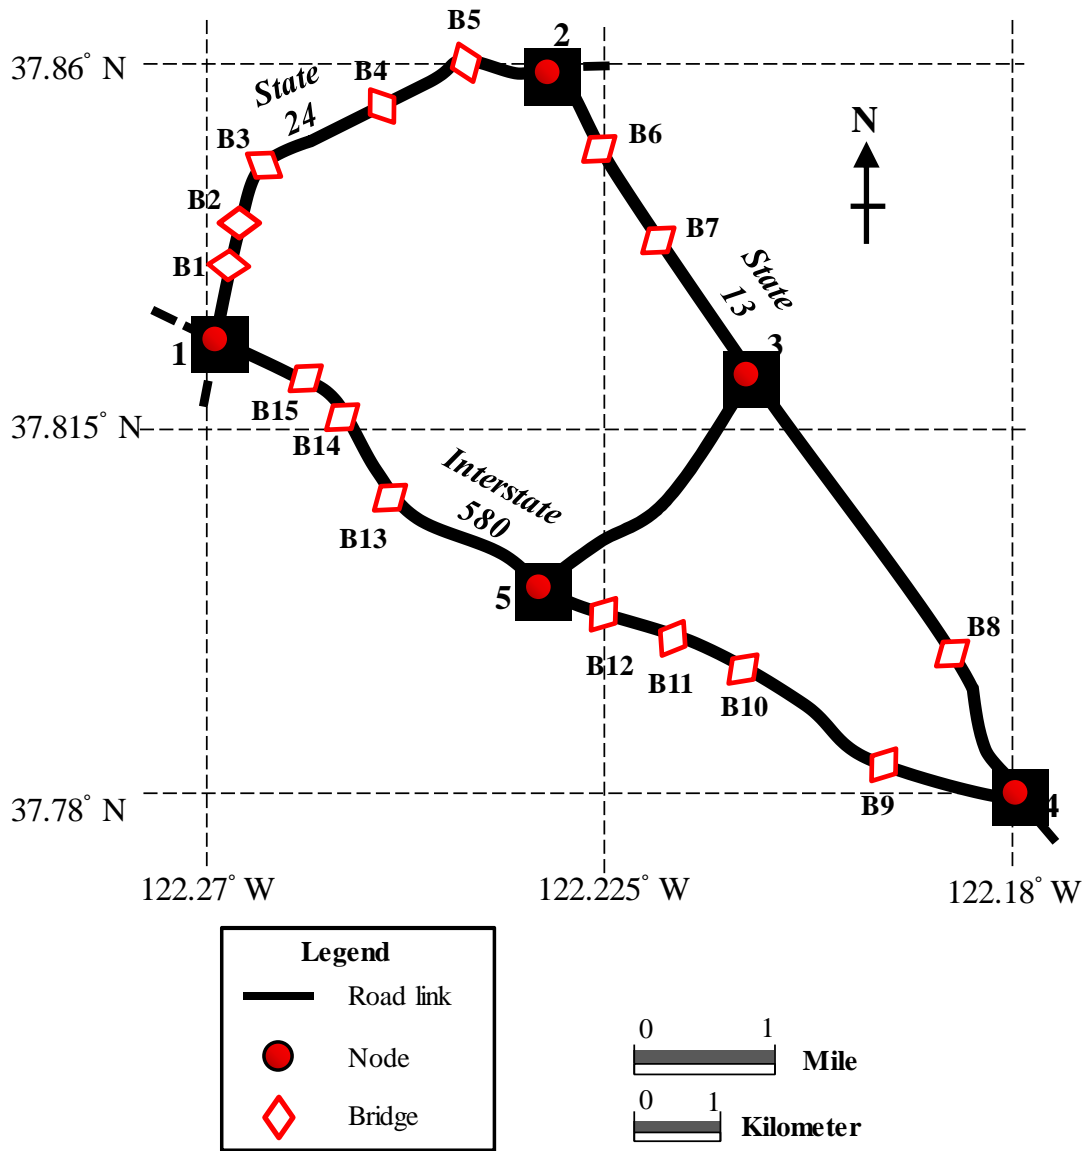 B5
2
37.86° N
State
24
B4
N
B3
B6
B2
B7
B1
State
13
1
3
B15
37.815° N
B14
Interstate
580
B13
5
B8
B12
B11
B10
37.78° N
B9
4
122.27° W
122.225° W
122.18° W
Legend
Road link
Node
Bridge
0 1
Mile
0 1
Kilometer